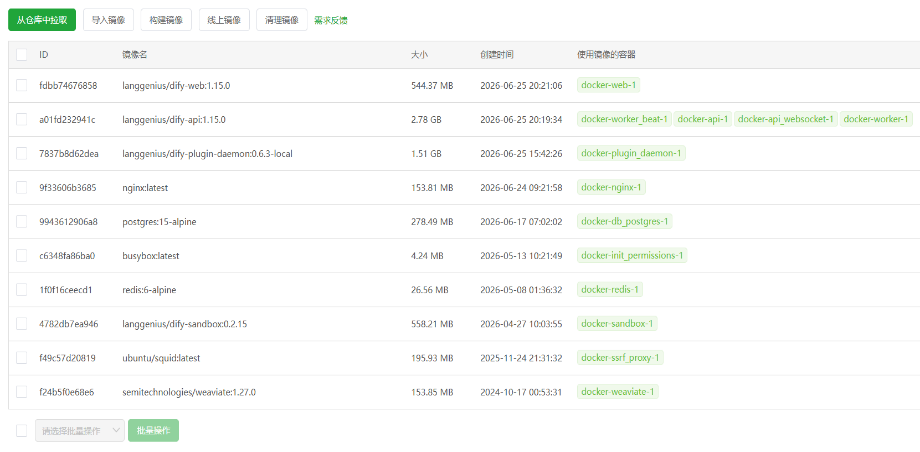 从仓库中拉取 导入镜像 构建镜像 线上镜像 清理镜像 需求反馈
ID 镜像名 大小 创建时间 使用镜像的容器
fdbb74676858 langgenius/dify-web:1.15.0 544.37 MB 2026-06-25 20:21:06 docker-web-1
a01fd232941c langgenius/dify-api:1.15.0 2.78 GB 2026-06-25 20:19:34 docker-worker_beat-1 docker-api-1 docker-api_websocket-1 docker-worker-1
7837b8d62dea langgenius/dify-plugin-daemon:0.6.3-local 1.51 GB 2026-06-25 15:42:26 docker-plugin_daemon-1
9f33606b3685 nginx:latest 153.81 MB 2026-06-24 09:21:58 docker-nginx-1
9943612906a8 postgres:15-alpine 278.49 MB 2026-06-17 07:02:02 docker-db_postgres-1
c6348fa86ba0 busybox:latest 4.24 MB 2026-05-13 10:21:49 docker-init_permissions-1
1f0f16ceecd1 redis:6-alpine 26.56 MB 2026-05-08 01:36:32 docker-redis-1
4782db7ea946 langgenius/dify-sandbox:0.2.15 558.21 MB 2026-04-27 10:03:55 docker-sandbox-1
f49c57d20819 ubuntu/squid:latest 195.93 MB 2025-11-24 21:31:32 docker-ssrf_proxy-1
f24b5f0e68e6 semitechnologies/weaviate:1.27.0 153.85 MB 2024-10-17 00:53:31 docker-weaviate-1
请选择批量操作 批量操作